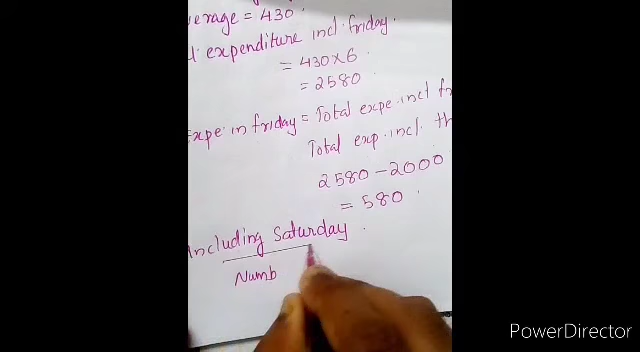 verage = 430
expenditure incl. friday.
= 430x6
= 2580
Expe in friday = Total expe. incl fr
Total exp. incl. th
2580 - 2000
= 580
Including Saturday
Numb
PowerDirector